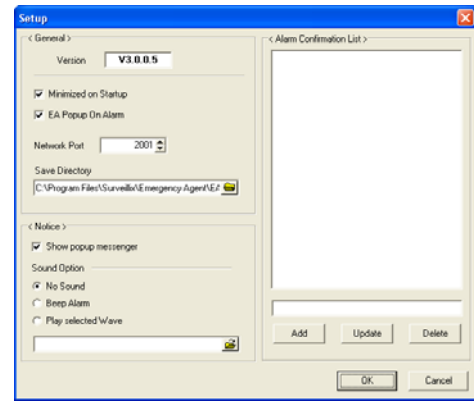 Setup
< General >
Version V3.0.0.5
Minimized on Startup
EA Popup On Alarm
Network Port 2001
Save Directory
C:\Program Files\Surveillix\Emergency Agent\EA
< Notice >
Show popup messenger
Sound Option
No Sound
Beep Alarm
Play selected Wave
< Alarm Confirmation List >
Add Update Delete
OK Cancel